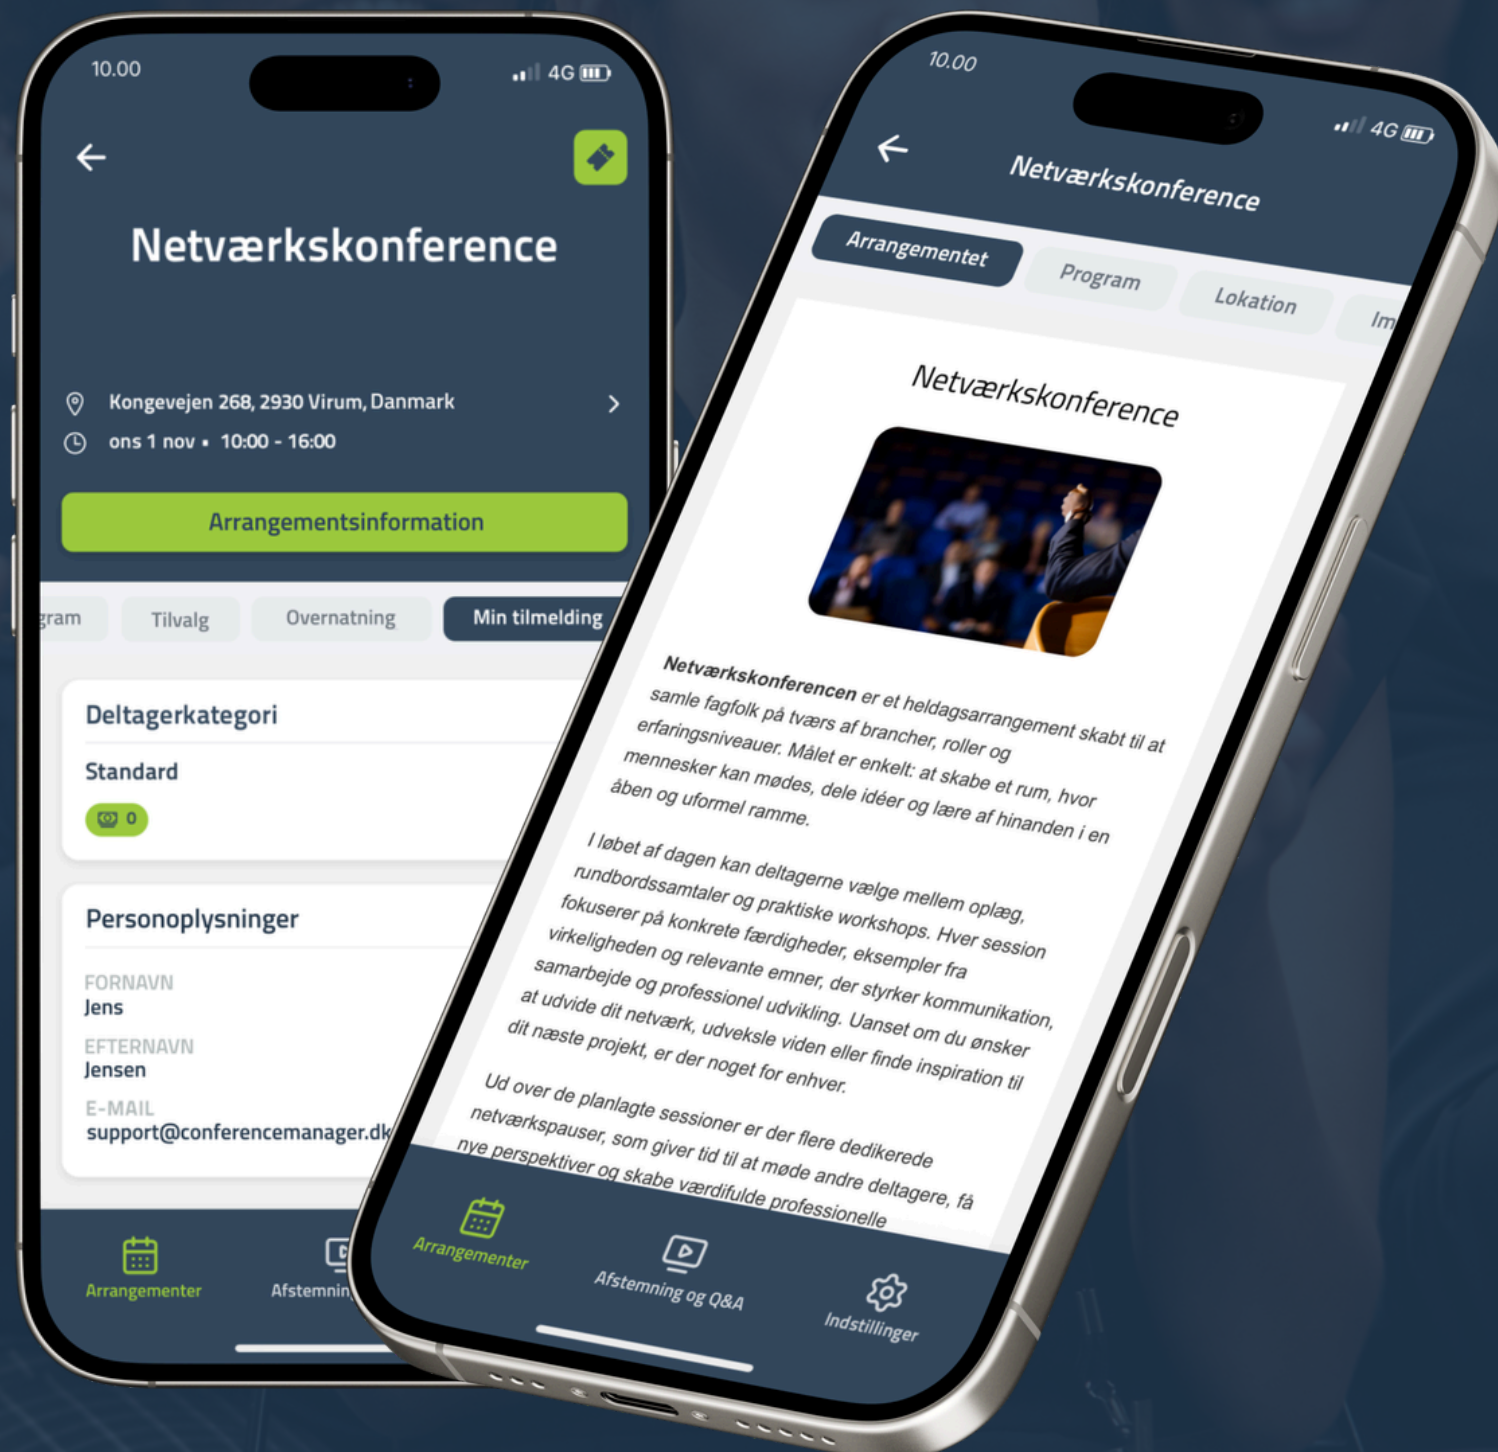 10.00
4G
Netværkskonference
Kongevejen 268, 2930 Virum, Danmark
ons 1 nov • 10:00 - 16:00
Arrangementsinformation
gram
Tilvalg
Overnatning
Min tilmelding
Deltagerkategori
Standard
0
Personoplysninger
FORNAVN
Jens
EFTERNAVN
Jensen
E-MAIL
support@conferencemanager.dk
Arrangementer
Afstemnin
10.00
4G
Netværkskonference
Arrangementet
Program
Lokation
Im
Netværkskonference
Netværkskonferencen er et heldagsarrangement skabt til at
samle fagfolk på tværs af brancher, roller og
erfaringsniveauer. Målet er enkelt: at skabe et rum, hvor
mennesker kan mødes, dele idéer og lære af hinanden i en
åben og uformel ramme.
I løbet af dagen kan deltagerne vælge mellem oplæg,
rundbordssamtaler og praktiske workshops. Hver session
fokuserer på konkrete færdigheder, eksempler fra
virkeligheden og relevante emner, der styrker kommunikation,
samarbejde og professionel udvikling. Uanset om du ønsker
at udvide dit netværk, udveksle viden eller finde inspiration til
dit næste projekt, er der noget for enhver.
Ud over de planlagte sessioner er der flere dedikerede
netværkspauser, som giver tid til at møde andre deltagere, få
nye perspektiver og skabe værdifulde professionelle
Arrangementer
Afstemning og Q&A
Indstillinger